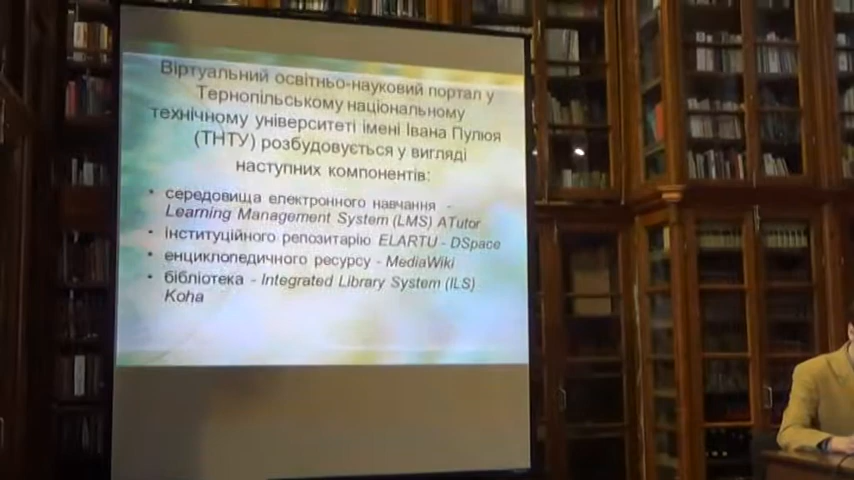 Віртуальний освітньо-науковий портал у
Тернопільському національному
технічному університеті імені Івана Пулюя
(ТНТУ) розбудовується у вигляді
наступних компонентів:
• середовища електронного навчання -
Learning Management System (LMS) ATutor
• інституційного репозитарію ELARTU - DSpace
• енциклопедичного ресурсу - MediaWiki
• бібліотека - Integrated Library System (ILS)
Koha